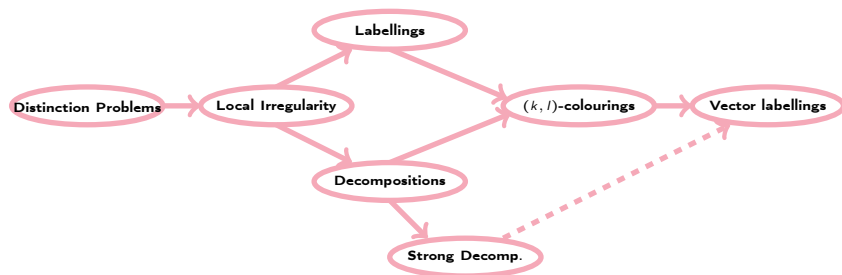 Labellings
Distinction Problems
Local Irregularity
(k, l)-colourings
Vector labellings
Decompositions
Strong Decomp.